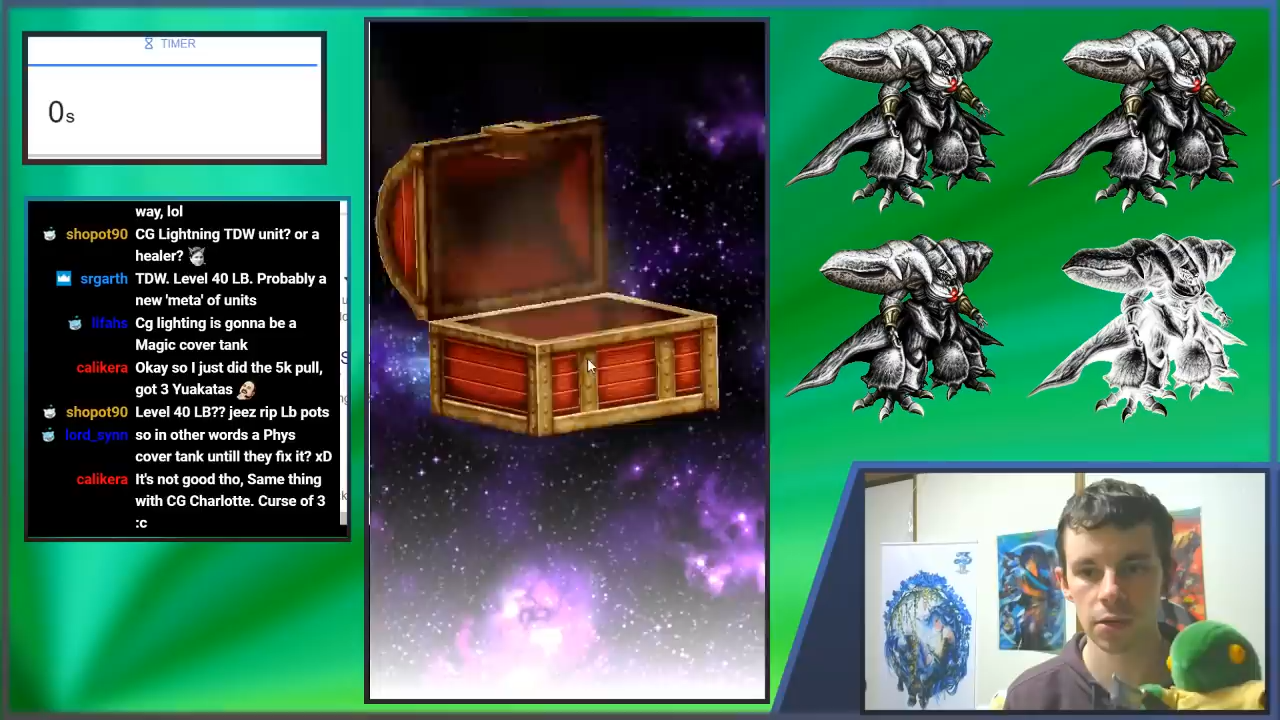 TIMER
0s
way, lol
shopot90 CG Lightning TDW unit? or a
healer?
srgarth TDW. Level 40 LB. Probably a
new 'meta' of units
lifahs Cg lighting is gonna be a
Magic cover tank
calikera Okay so I just did the 5k pull,
got 3 Yuakatas
shopot90 Level 40 LB?? jeez rip Lb pots
lord_synn so in other words a Phys
cover tank untill they fix it? xD
calikera It's not good tho, Same thing
with CG Charlotte. Curse of 3
:c